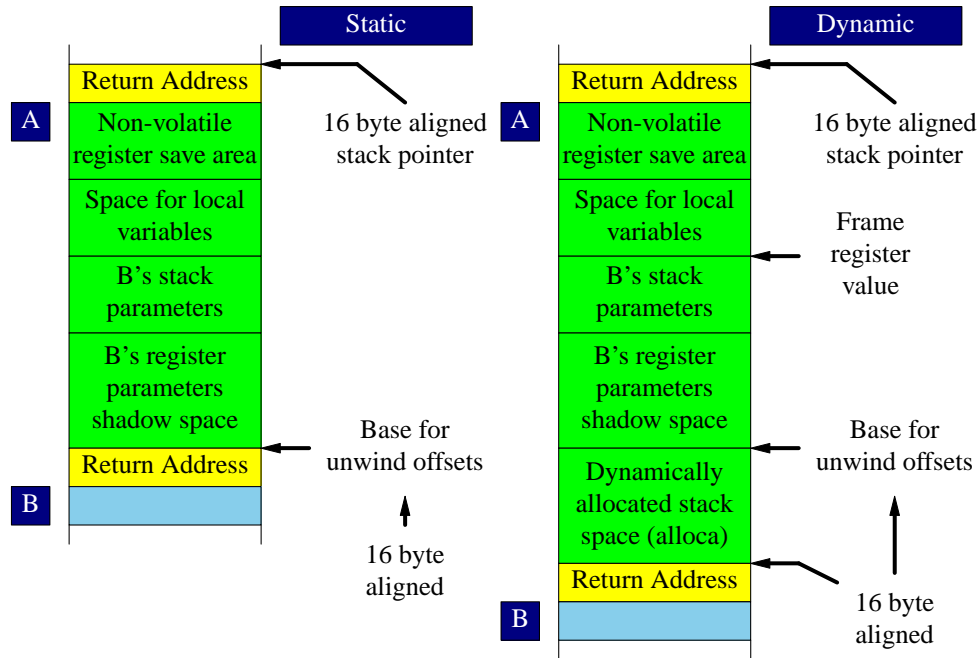 Static
Return Address
A
Non-volatile
register save area
16 byte aligned
stack pointer
Space for local
variables
B's stack
parameters
B's register
parameters
shadow space
Base for
unwind offsets
Return Address
B
16 byte
aligned
Dynamic
Return Address
A
Non-volatile
register save area
16 byte aligned
stack pointer
Space for local
variables
Frame
register
value
B's stack
parameters
B's register
parameters
shadow space
Base for
unwind offsets
Dynamically
allocated stack
space (alloca)
Return Address
16 byte
aligned
B